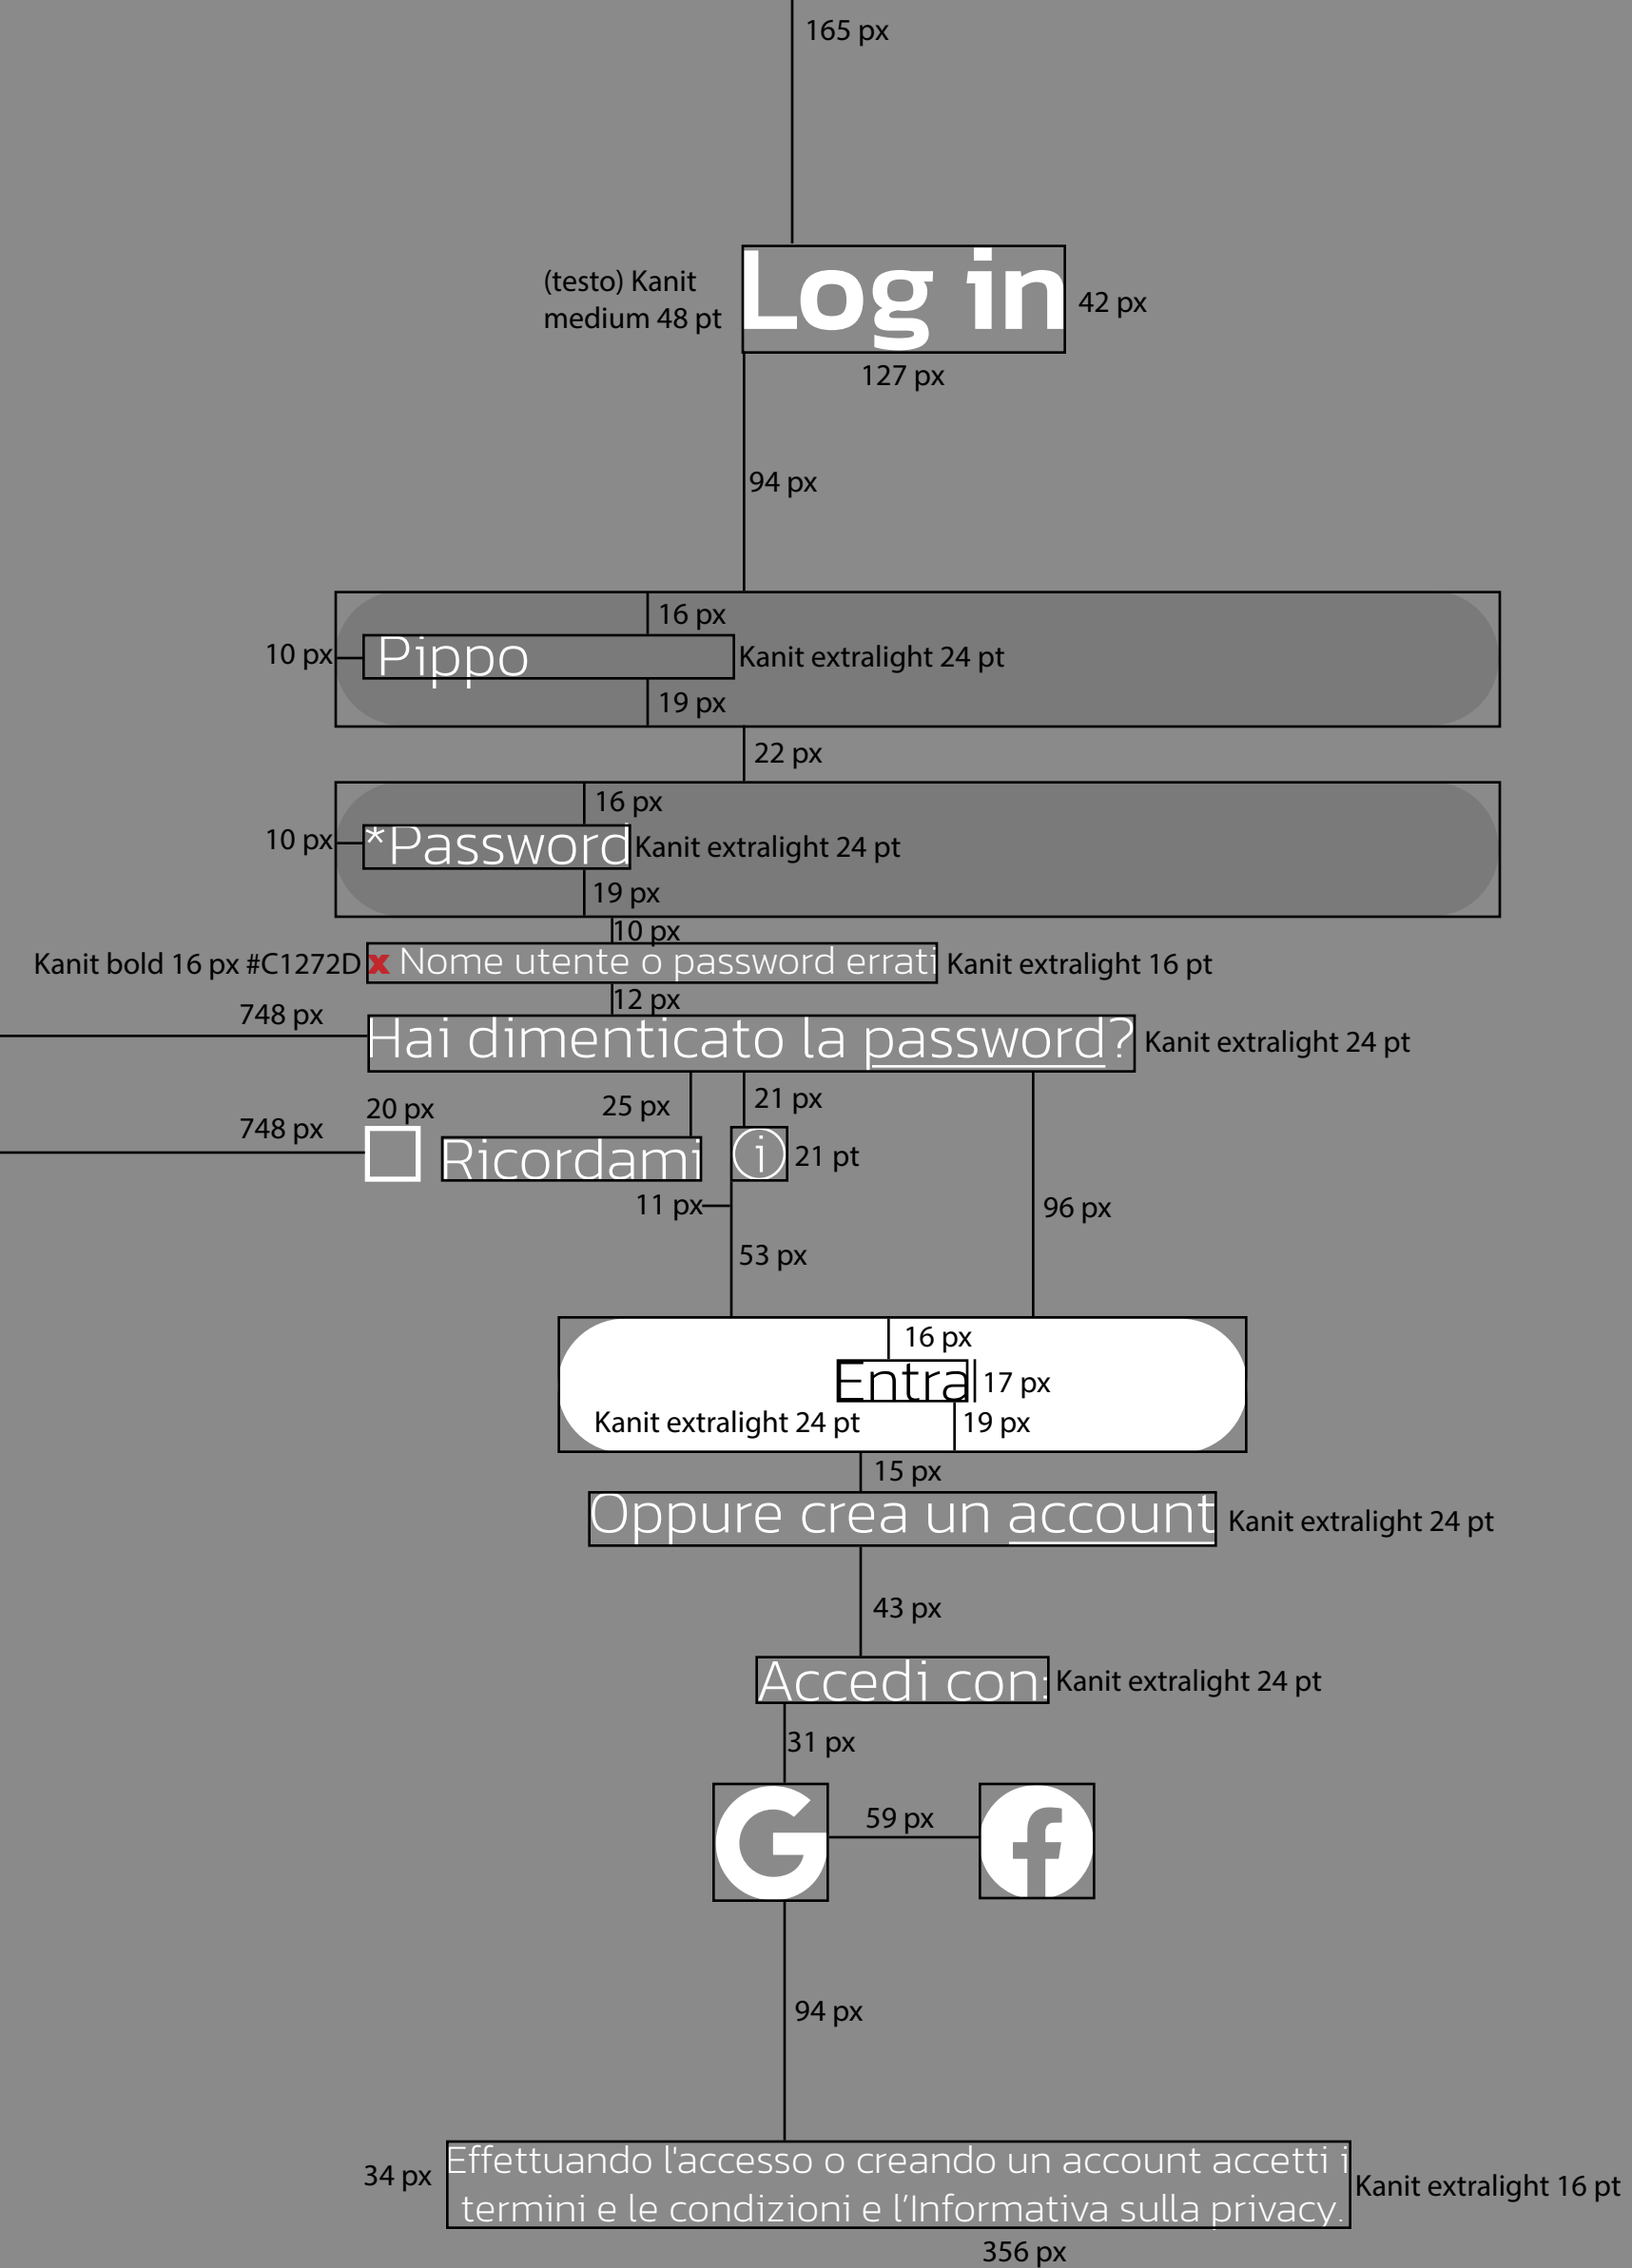 165 px
(testo) Kanit
medium 48 pt
Log in
42 px
127 px
94 px
16 px
10 px
Pippo
Kanit extralight 24 pt
19 px
22 px
16 px
10 px
*Password
Kanit extralight 24 pt
19 px
10 px
Kanit bold 16 px #C1272D
x Nome utente o password errati
Kanit extralight 16 pt
12 px
748 px
Hai dimenticato la password?
Kanit extralight 24 pt
21 px
25 px
20 px
748 px
Ricordami
i
21 pt
11 px
96 px
53 px
16 px
Entra
17 px
Kanit extralight 24 pt
19 px
15 px
Oppure crea un account
Kanit extralight 24 pt
43 px
Accedi con:
Kanit extralight 24 pt
31 px
59 px
G
f
94 px
Effettuando l'accesso o creando un account accetti i
34 px
termini e le condizioni e l’Informativa sulla privacy.
Kanit extralight 16 pt
356 px